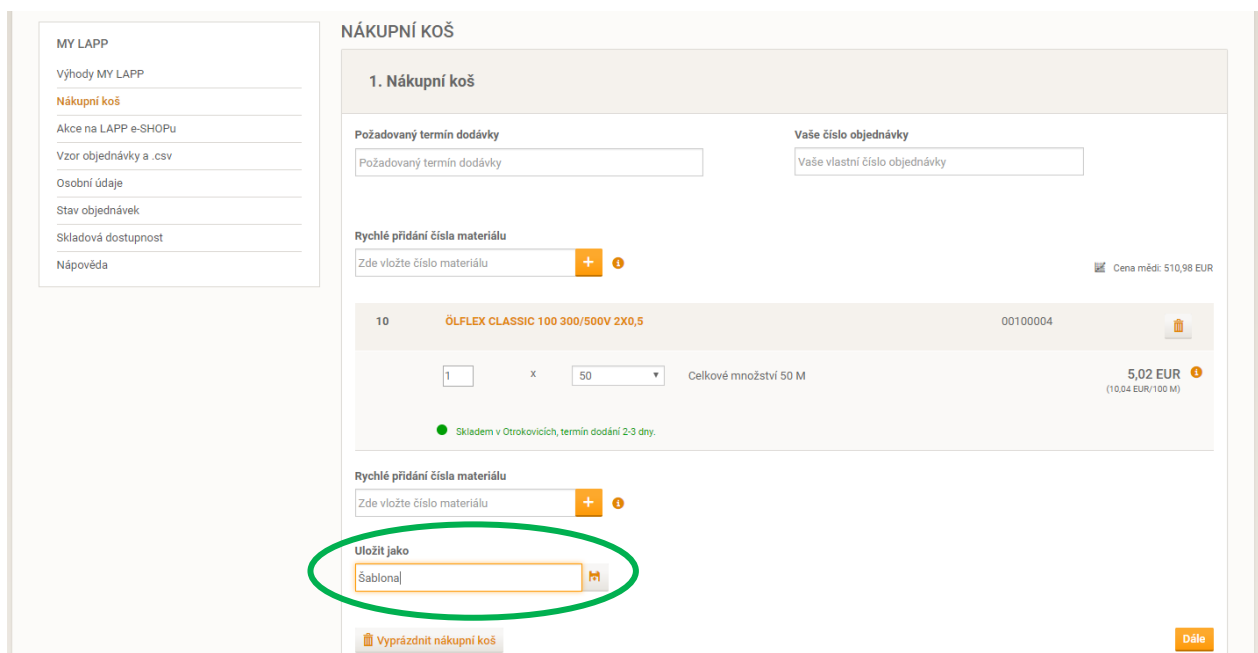 MY LAPP
Výhody MY LAPP
Nákupní koš
Akce na LAPP e-SHOPu
Vzor objednávky a .csv
Osobní údaje
Stav objednávek
Skladová dostupnost
Nápověda
NÁKUPNÍ KOŠ
1. Nákupní koš
Požadovaný termín dodávky Vaše číslo objednávky
Požadovaný termín dodávky Vaše vlastní číslo objednávky
Rychlé přidání čísla materiálu
Zde vložte číslo materiálu +
Cena mědi: 510,98 EUR
10 ÖLFLEX CLASSIC 100 300/500V 2X0,5 00100004
1 x 50 Celkové množství 50 M 5,02 EUR
(10,04 EUR/100 M)
Skladem v Otrokovicích, termín dodání 2-3 dny.
Rychlé přidání čísla materiálu
Zde vložte číslo materiálu +
Uložit jako
Šablona
Vyprázdnit nákupní koš Dále